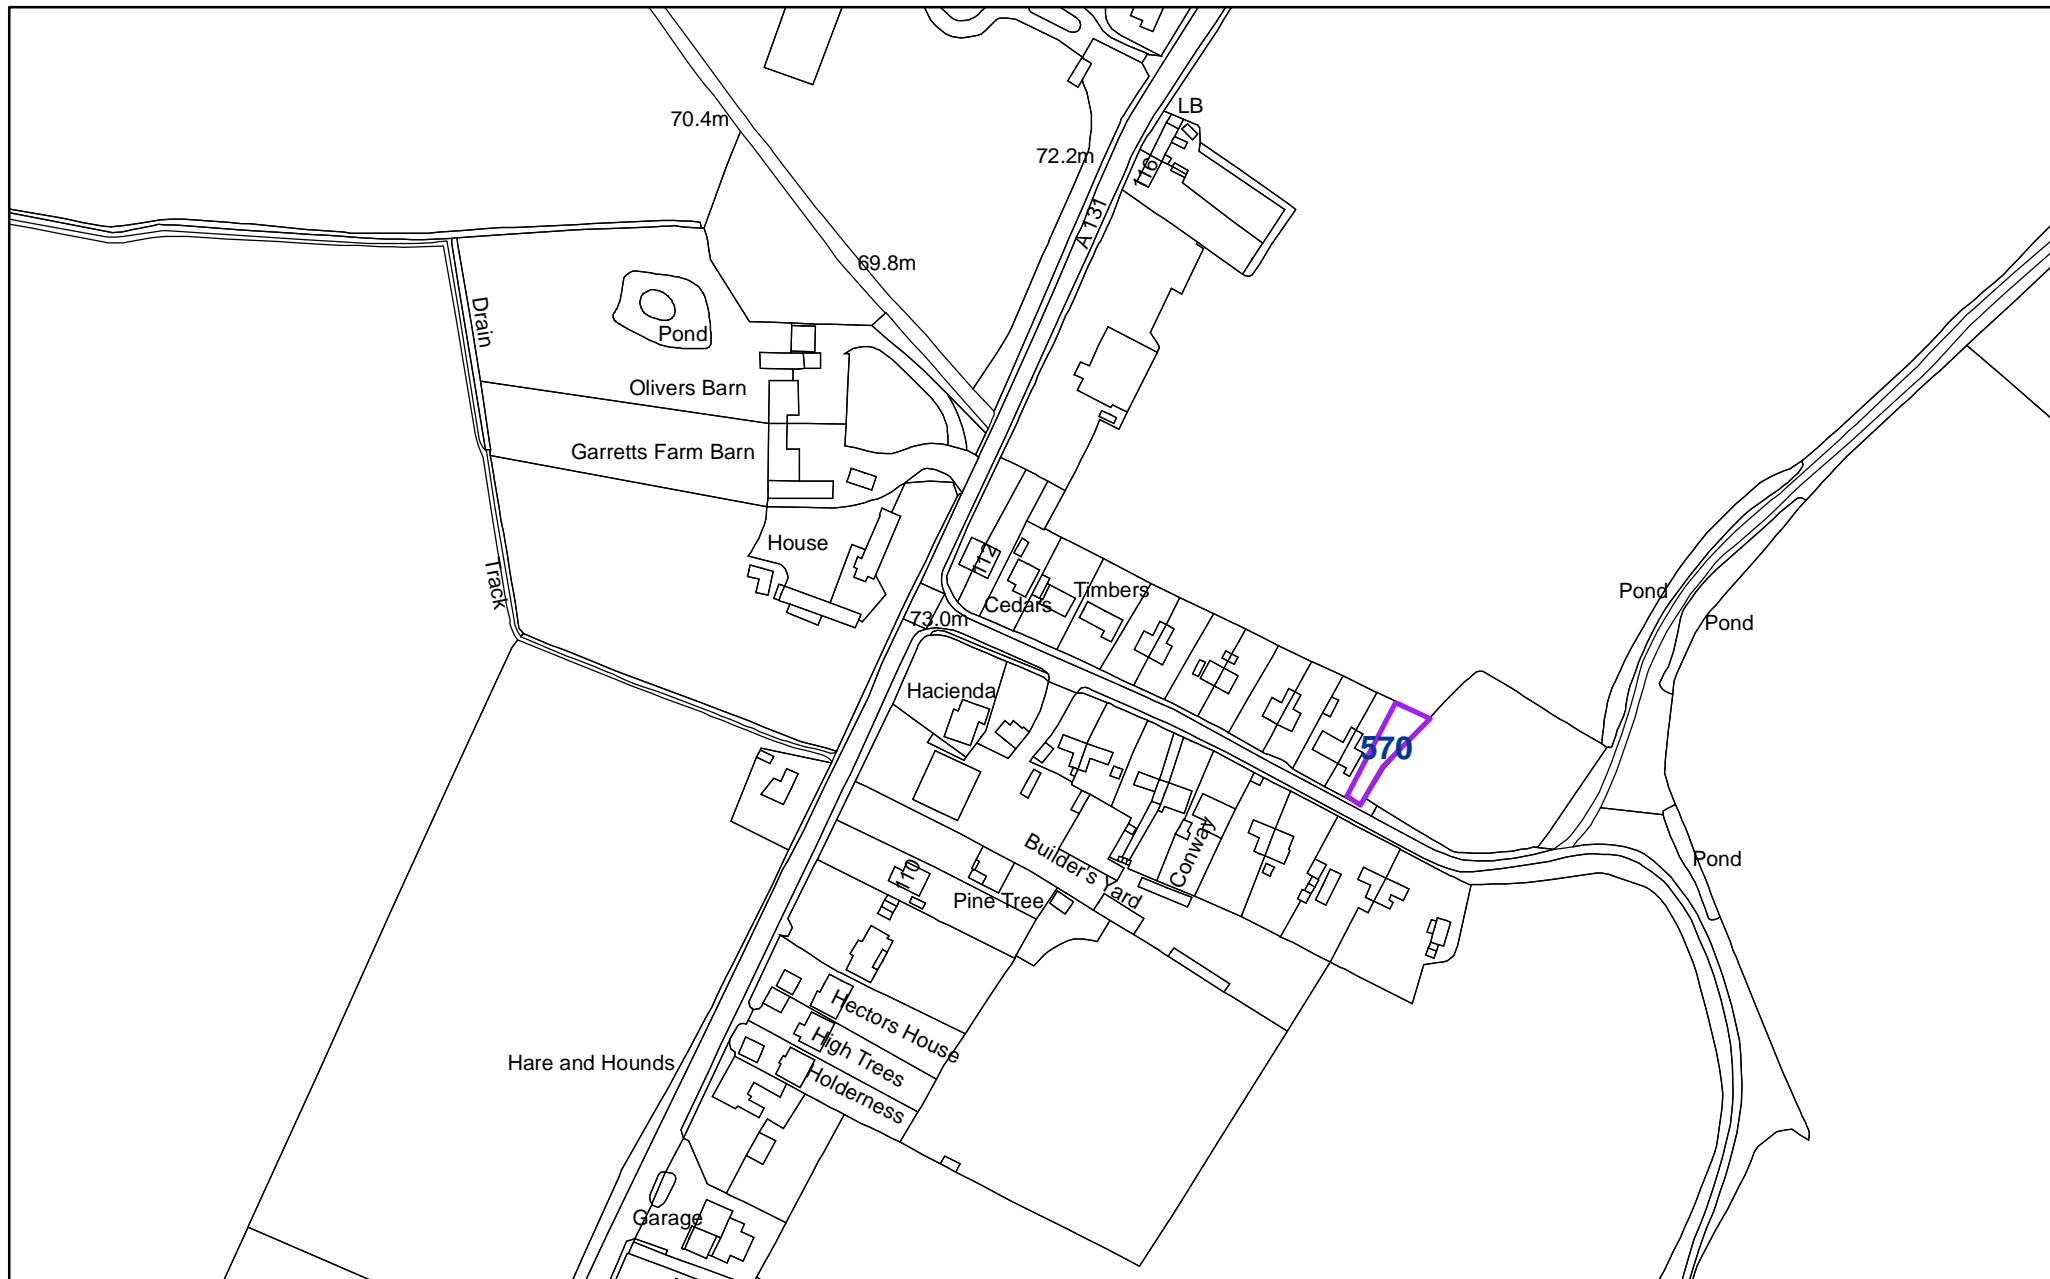 LB
70.4m
72.2m
116
A 131
69.8m
Drain
Pond
Olivers Barn
Garretts Farm Barn
House
112
Track
Timbers
Cedars
73.0m
Pond
Pond
Hacienda
570
Conway
Builder's Yard
Pond
110
Pine Tree
Hectors House
High Trees
Hare and Hounds
Holderness
Garage